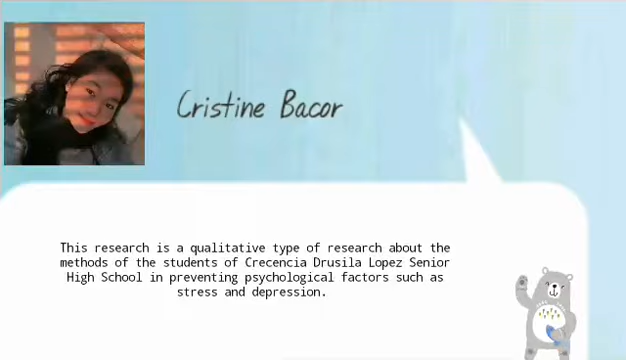 Cristine Bacor
This research is a qualitative type of research about the
methods of the students of Crecencia Drusila Lopez Senior
High School in preventing psychological factors such as
stress and depression.